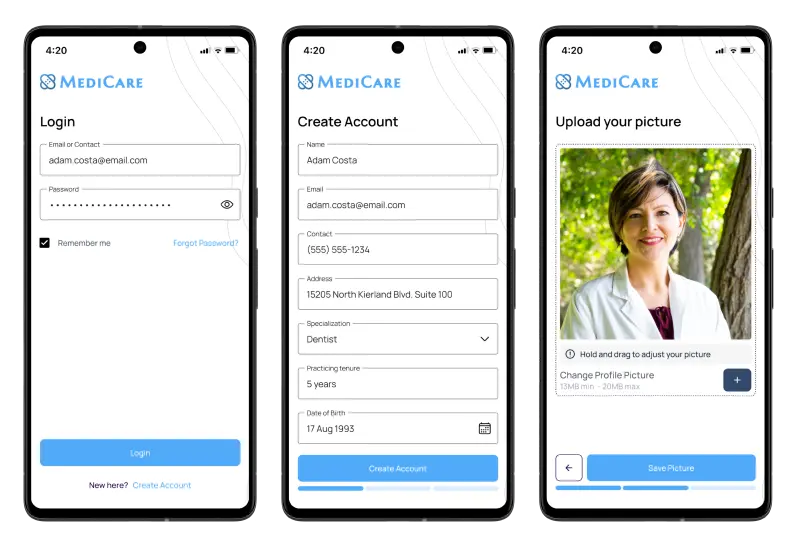 4:20
MEDICARE
Login
Email or Contact
adam.costa@email.com
Password
Remember me
Forgot Password?
Login
New here? Create Account
4:20
MEDICARE
Create Account
Name
Adam Costa
Email
adam.costa@email.com
Contact
(555) 555-1234
Address
15205 North Kierland Blvd. Suite 100
Specialization
Dentist
Practicing tenure
5 years
Date of Birth
17 Aug 1993
Create Account
4:20
MEDICARE
Upload your picture
Hold and drag to adjust your picture
Change Profile Picture
13MB min - 20MB max
Save Picture